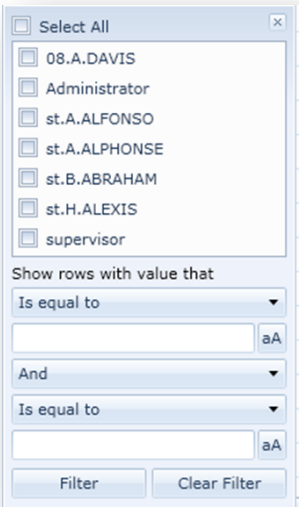 Select All
08.A.DAVIS
Administrator
st.A.ALFONSO
st.A.ALPHONSE
st.B.ABRAHAM
st.H.ALEXIS
supervisor
Show rows with value that
Is equal to
aA
And
Is equal to
aA
Filter Clear Filter